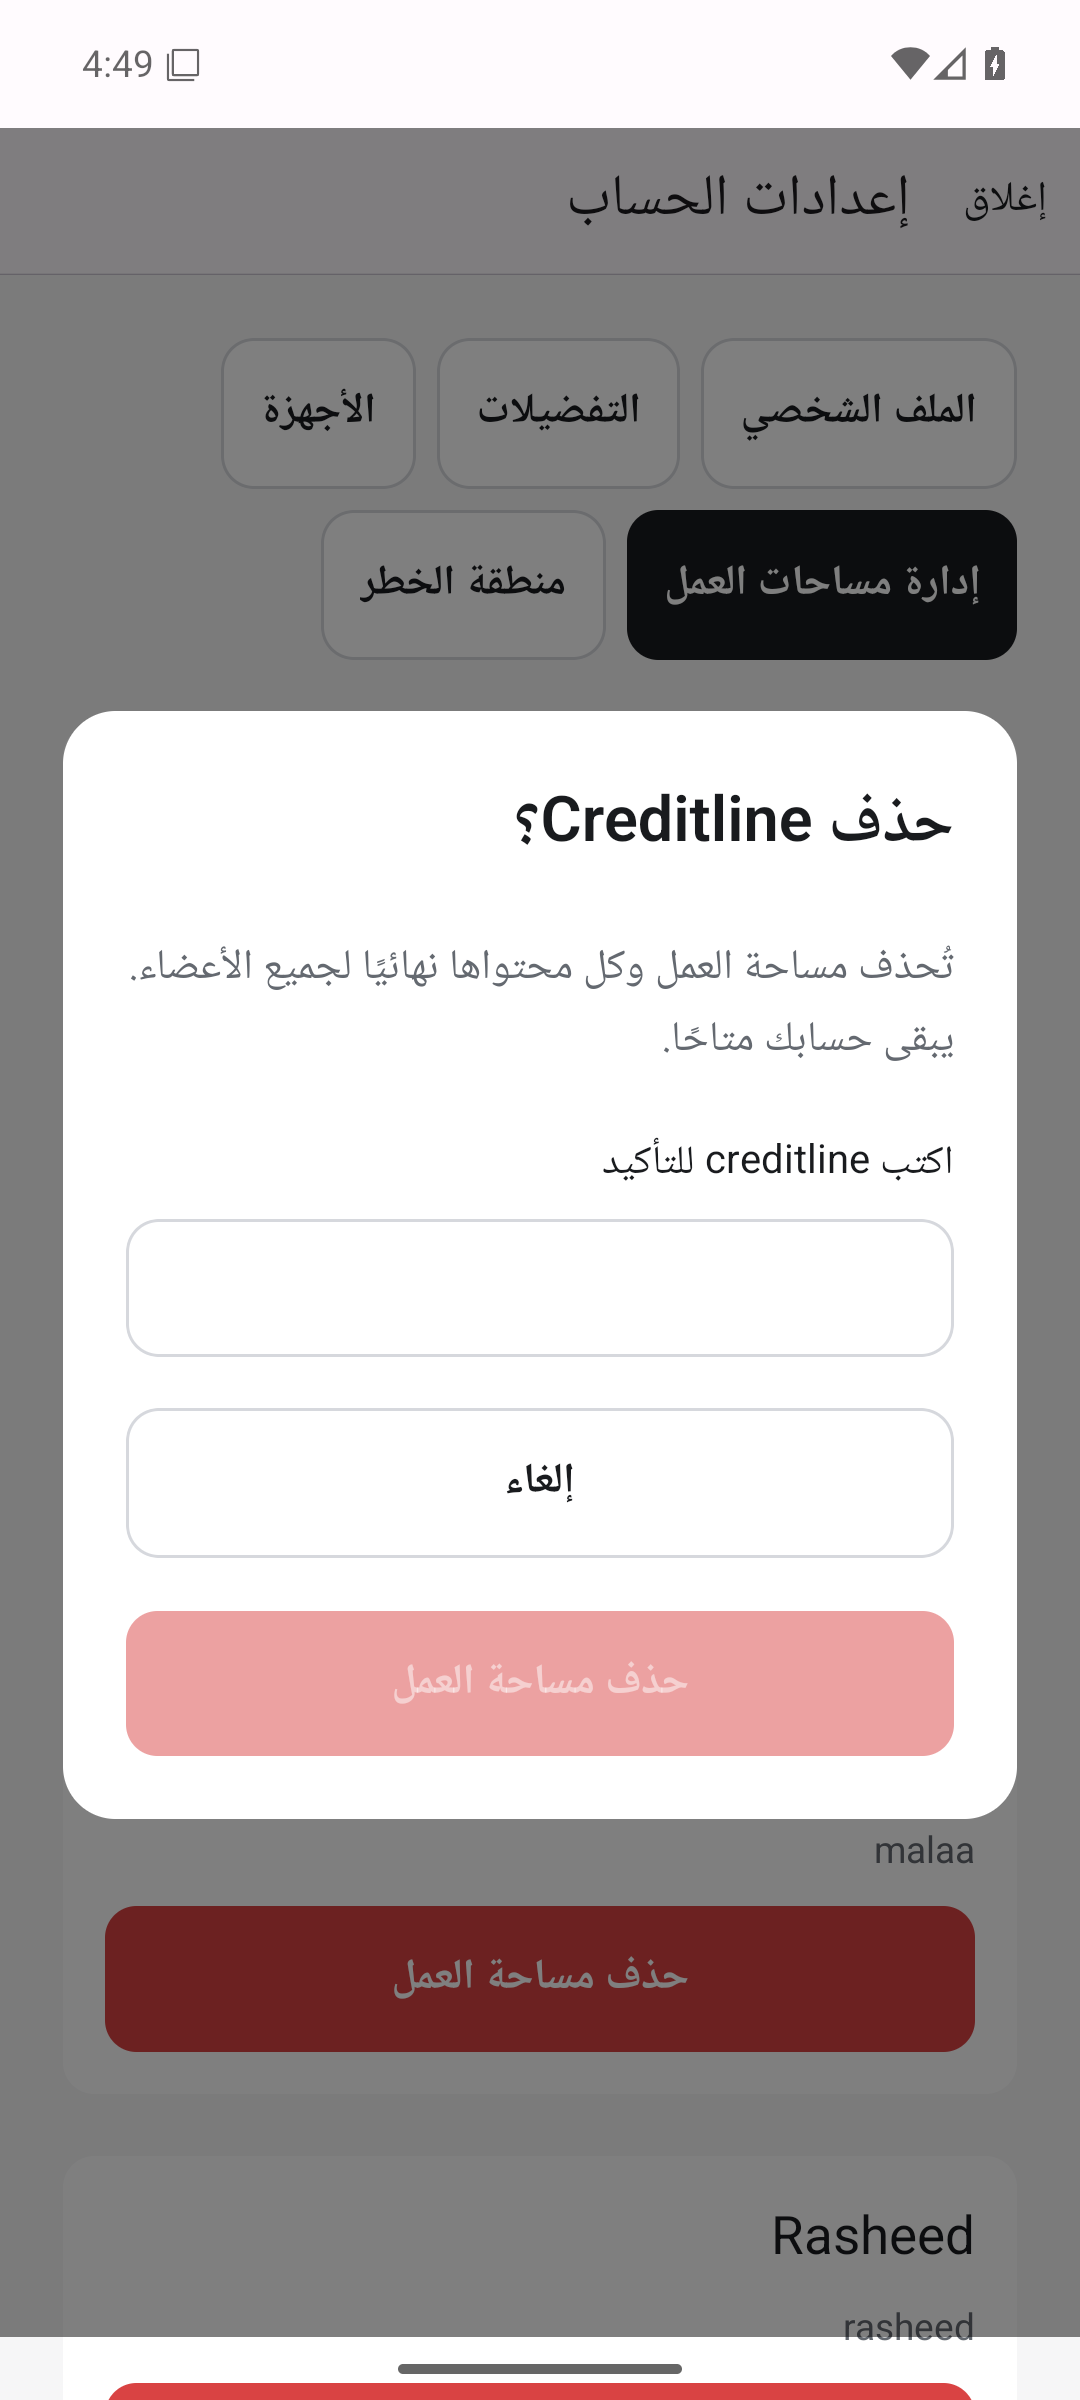 4:49
إغلاق
إعدادات الحساب
الملف الشخصي
التفضيلات
الأجهزة
إدارة مساحات العمل
منطقة الخطر
حذف Creditline؟
تُحذف مساحة العمل وكل محتواها نهائيًا لجميع الأعضاء.
يبقى حسابك متاحًا.
اكتب creditline للتأكيد
إلغاء
حذف مساحة العمل
malaa
حذف مساحة العمل
Rasheed
rasheed